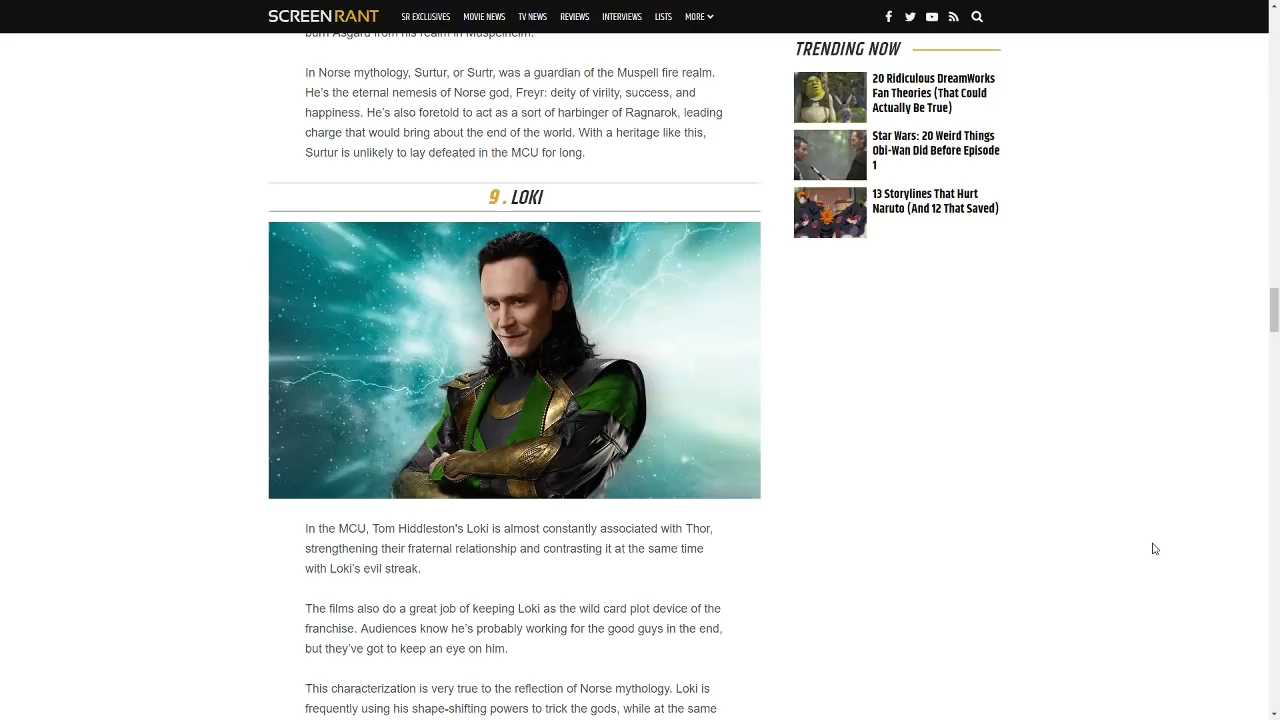 SCREENRANT SR EXCLUSIVES MOVIE NEWS TV NEWS REVIEWS INTERVIEWS LISTS MORE
burn Asgard from his realm in Muspelheim.
In Norse mythology, Surtur, or Surtr, was a guardian of the Muspell fire realm.
He's the eternal nemesis of Norse god, Freyr: deity of virilty, success, and
happiness. He's also foretold to act as a sort of harbinger of Ragnarok, leading
charge that would bring about the end of the world. With a heritage like this,
Surtur is unlikely to lay defeated in the MCU for long.
9 . LOKI
In the MCU, Tom Hiddleston's Loki is almost constantly associated with Thor,
strengthening their fraternal relationship and contrasting it at the same time
with Loki's evil streak.
The films also do a great job of keeping Loki as the wild card plot device of the
franchise. Audiences know he's probably working for the good guys in the end,
but they've got to keep an eye on him.
This characterization is very true to the reflection of Norse mythology. Loki is
frequently using his shape-shifting powers to trick the gods, while at the same
TRENDING NOW
20 Ridiculous DreamWorks
Fan Theories (That Could
Actually Be True)
Star Wars: 20 Weird Things
Obi-Wan Did Before Episode
1
13 Storylines That Hurt
Naruto (And 12 That Saved)